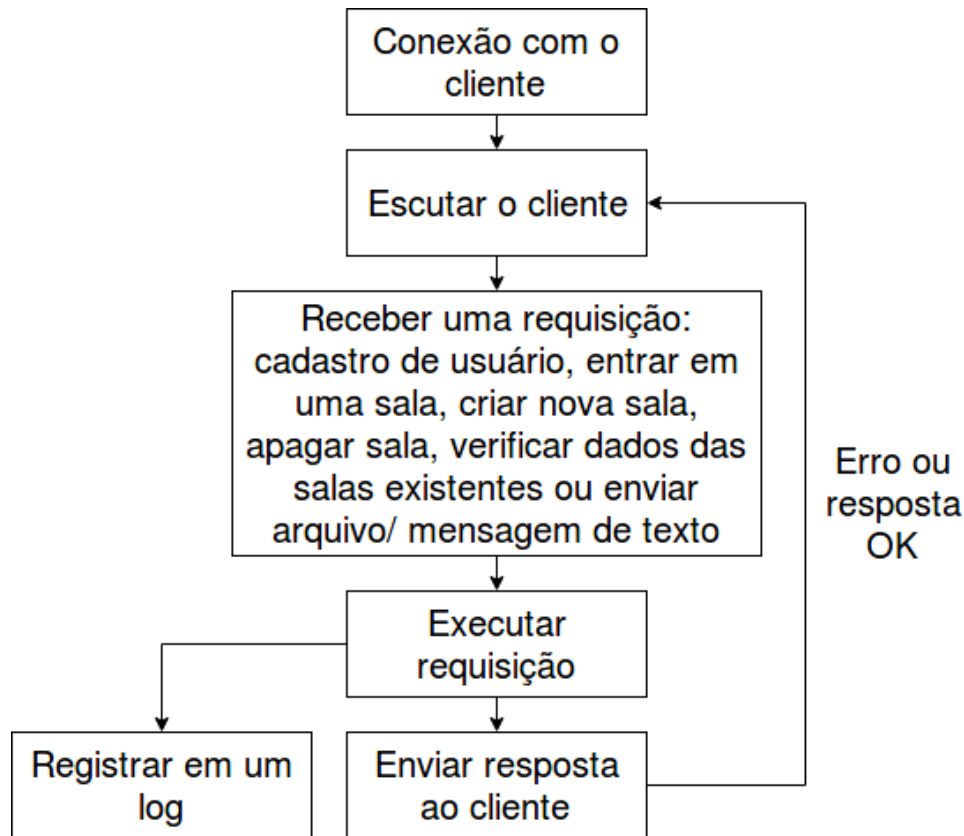 Conexão com o
cliente
Escutar o cliente
Receber uma requisição:
cadastro de usuário, entrar em
uma sala, criar nova sala,
apagar sala, verificar dados das
salas existentes ou enviar
arquivo/ mensagem de texto
Erro ou
resposta
OK
Executar
requisição
Registrar em um
log
Enviar resposta
ao cliente